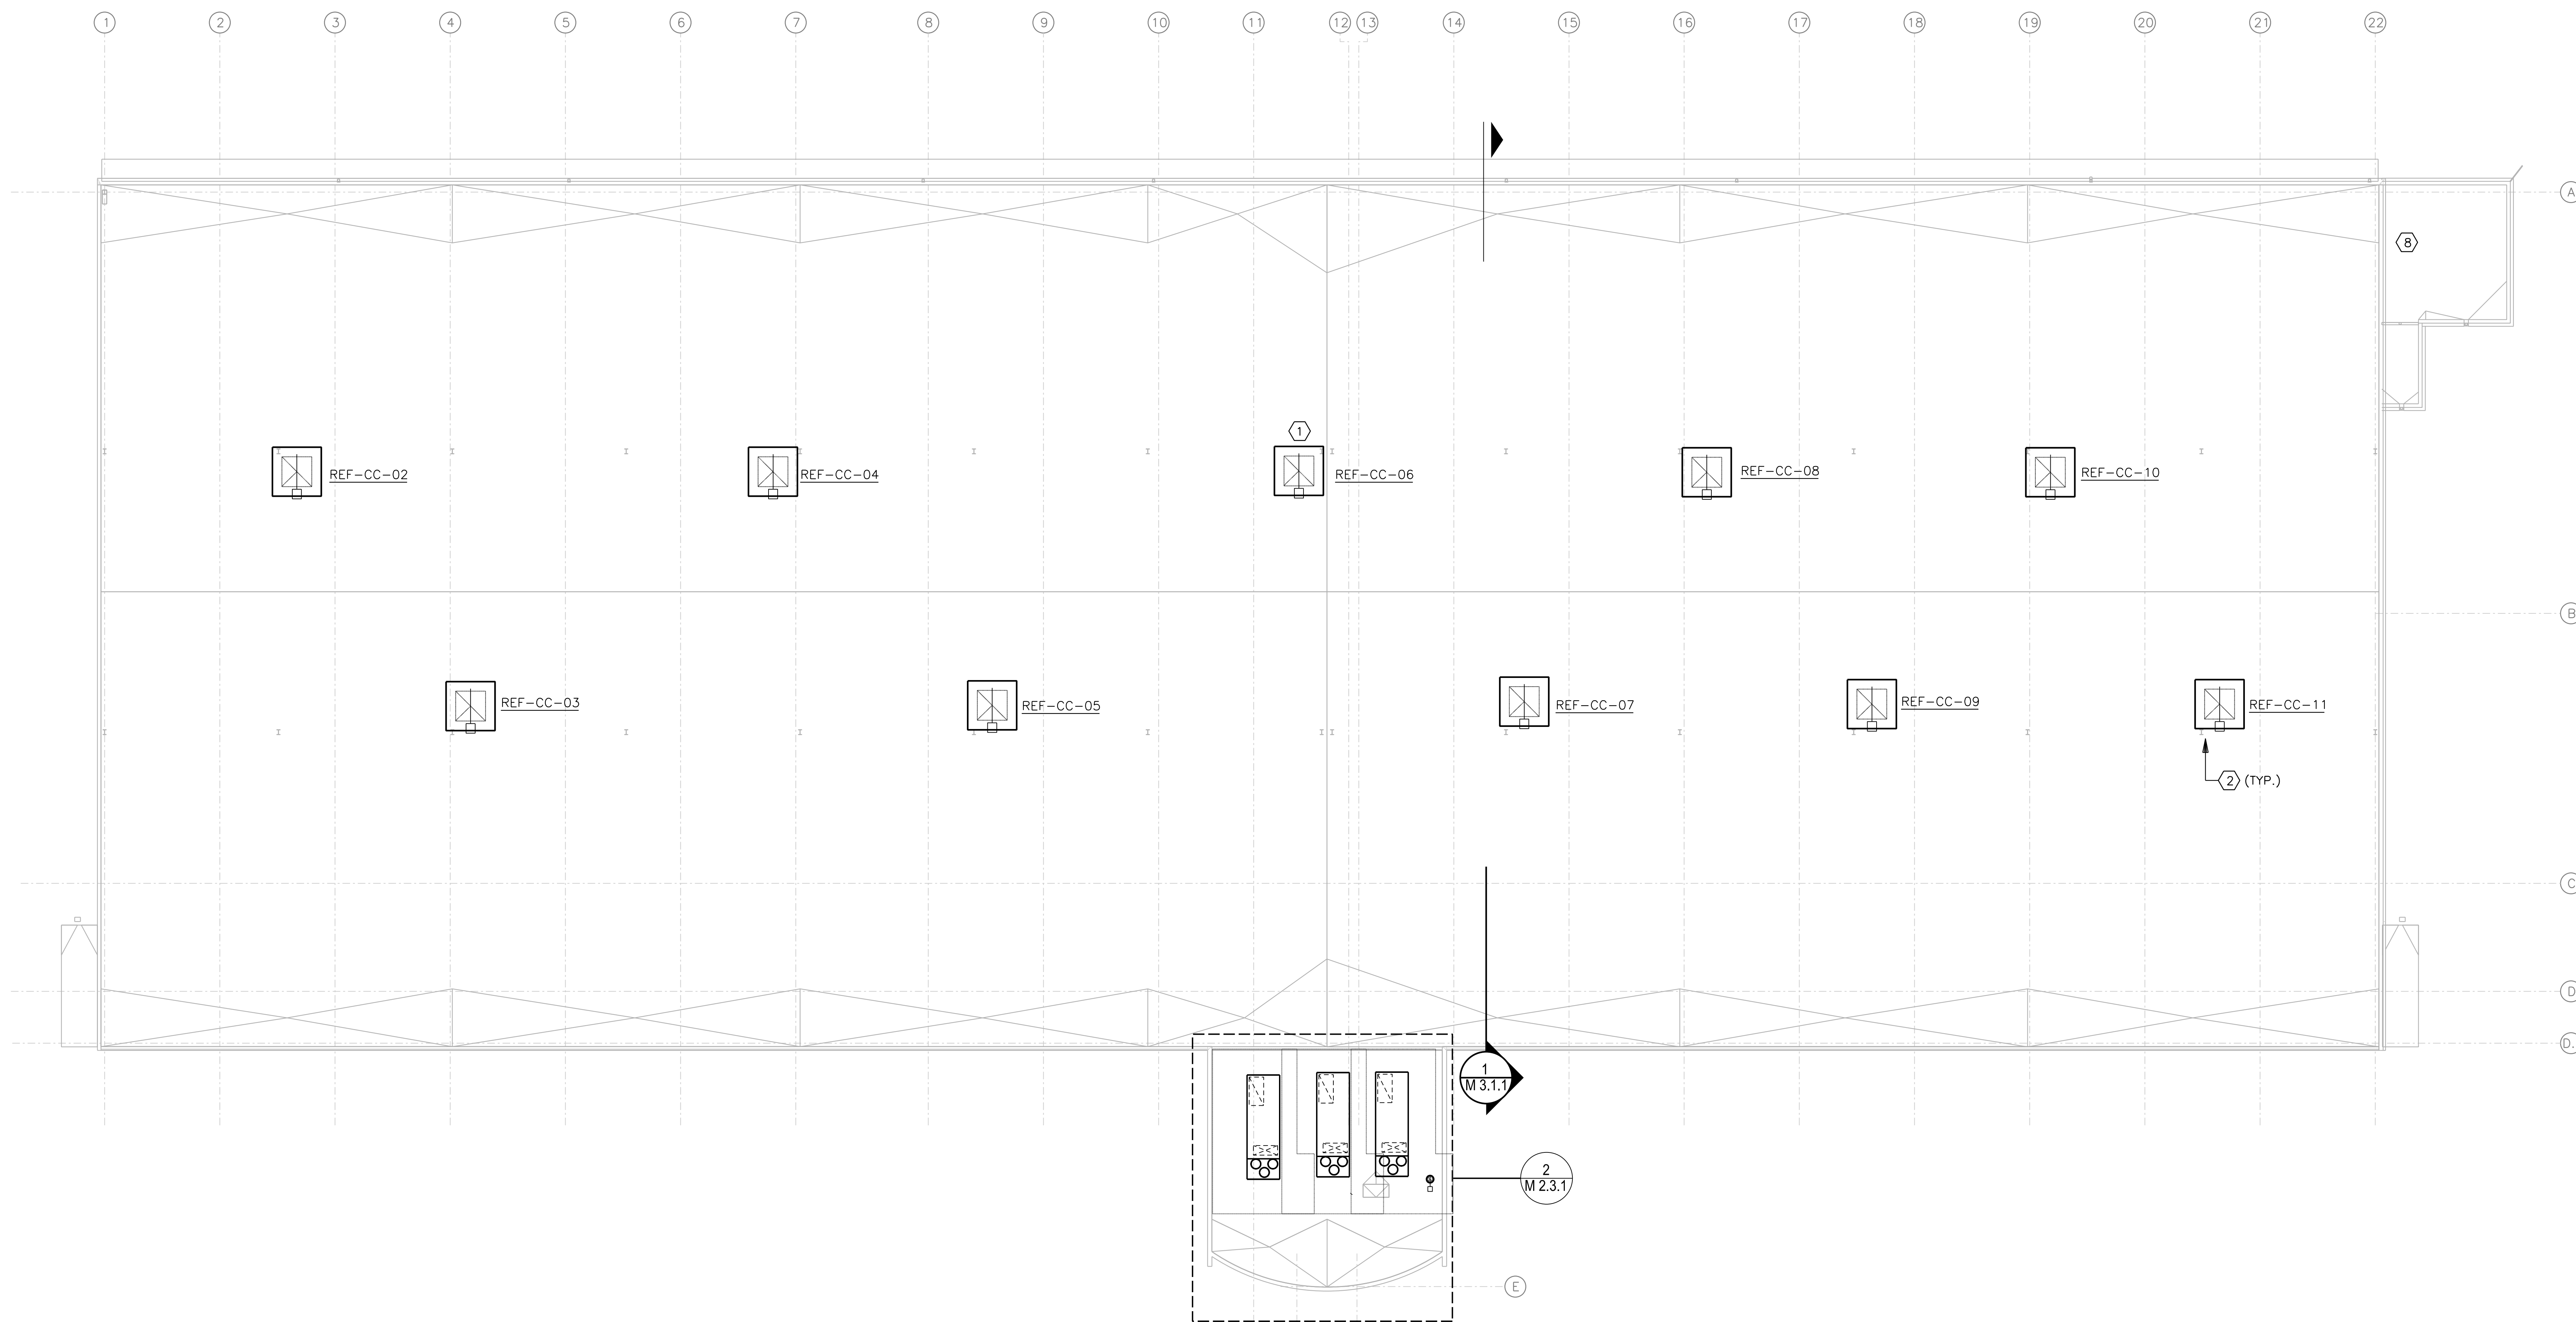 1 2 3 4 5 6 7 8 9 10 11 12 13 14 15 16 17 18 19 20 21 22
A
8
1
REF-CC-02 REF-CC-04 REF-CC-06 REF-CC-08 REF-CC-10
B
REF-CC-03 REF-CC-05 REF-CC-07 REF-CC-09 REF-CC-11
2 (TYP.)
C
D
D.
1
M 3.1.1
2
M 2.3.1
E